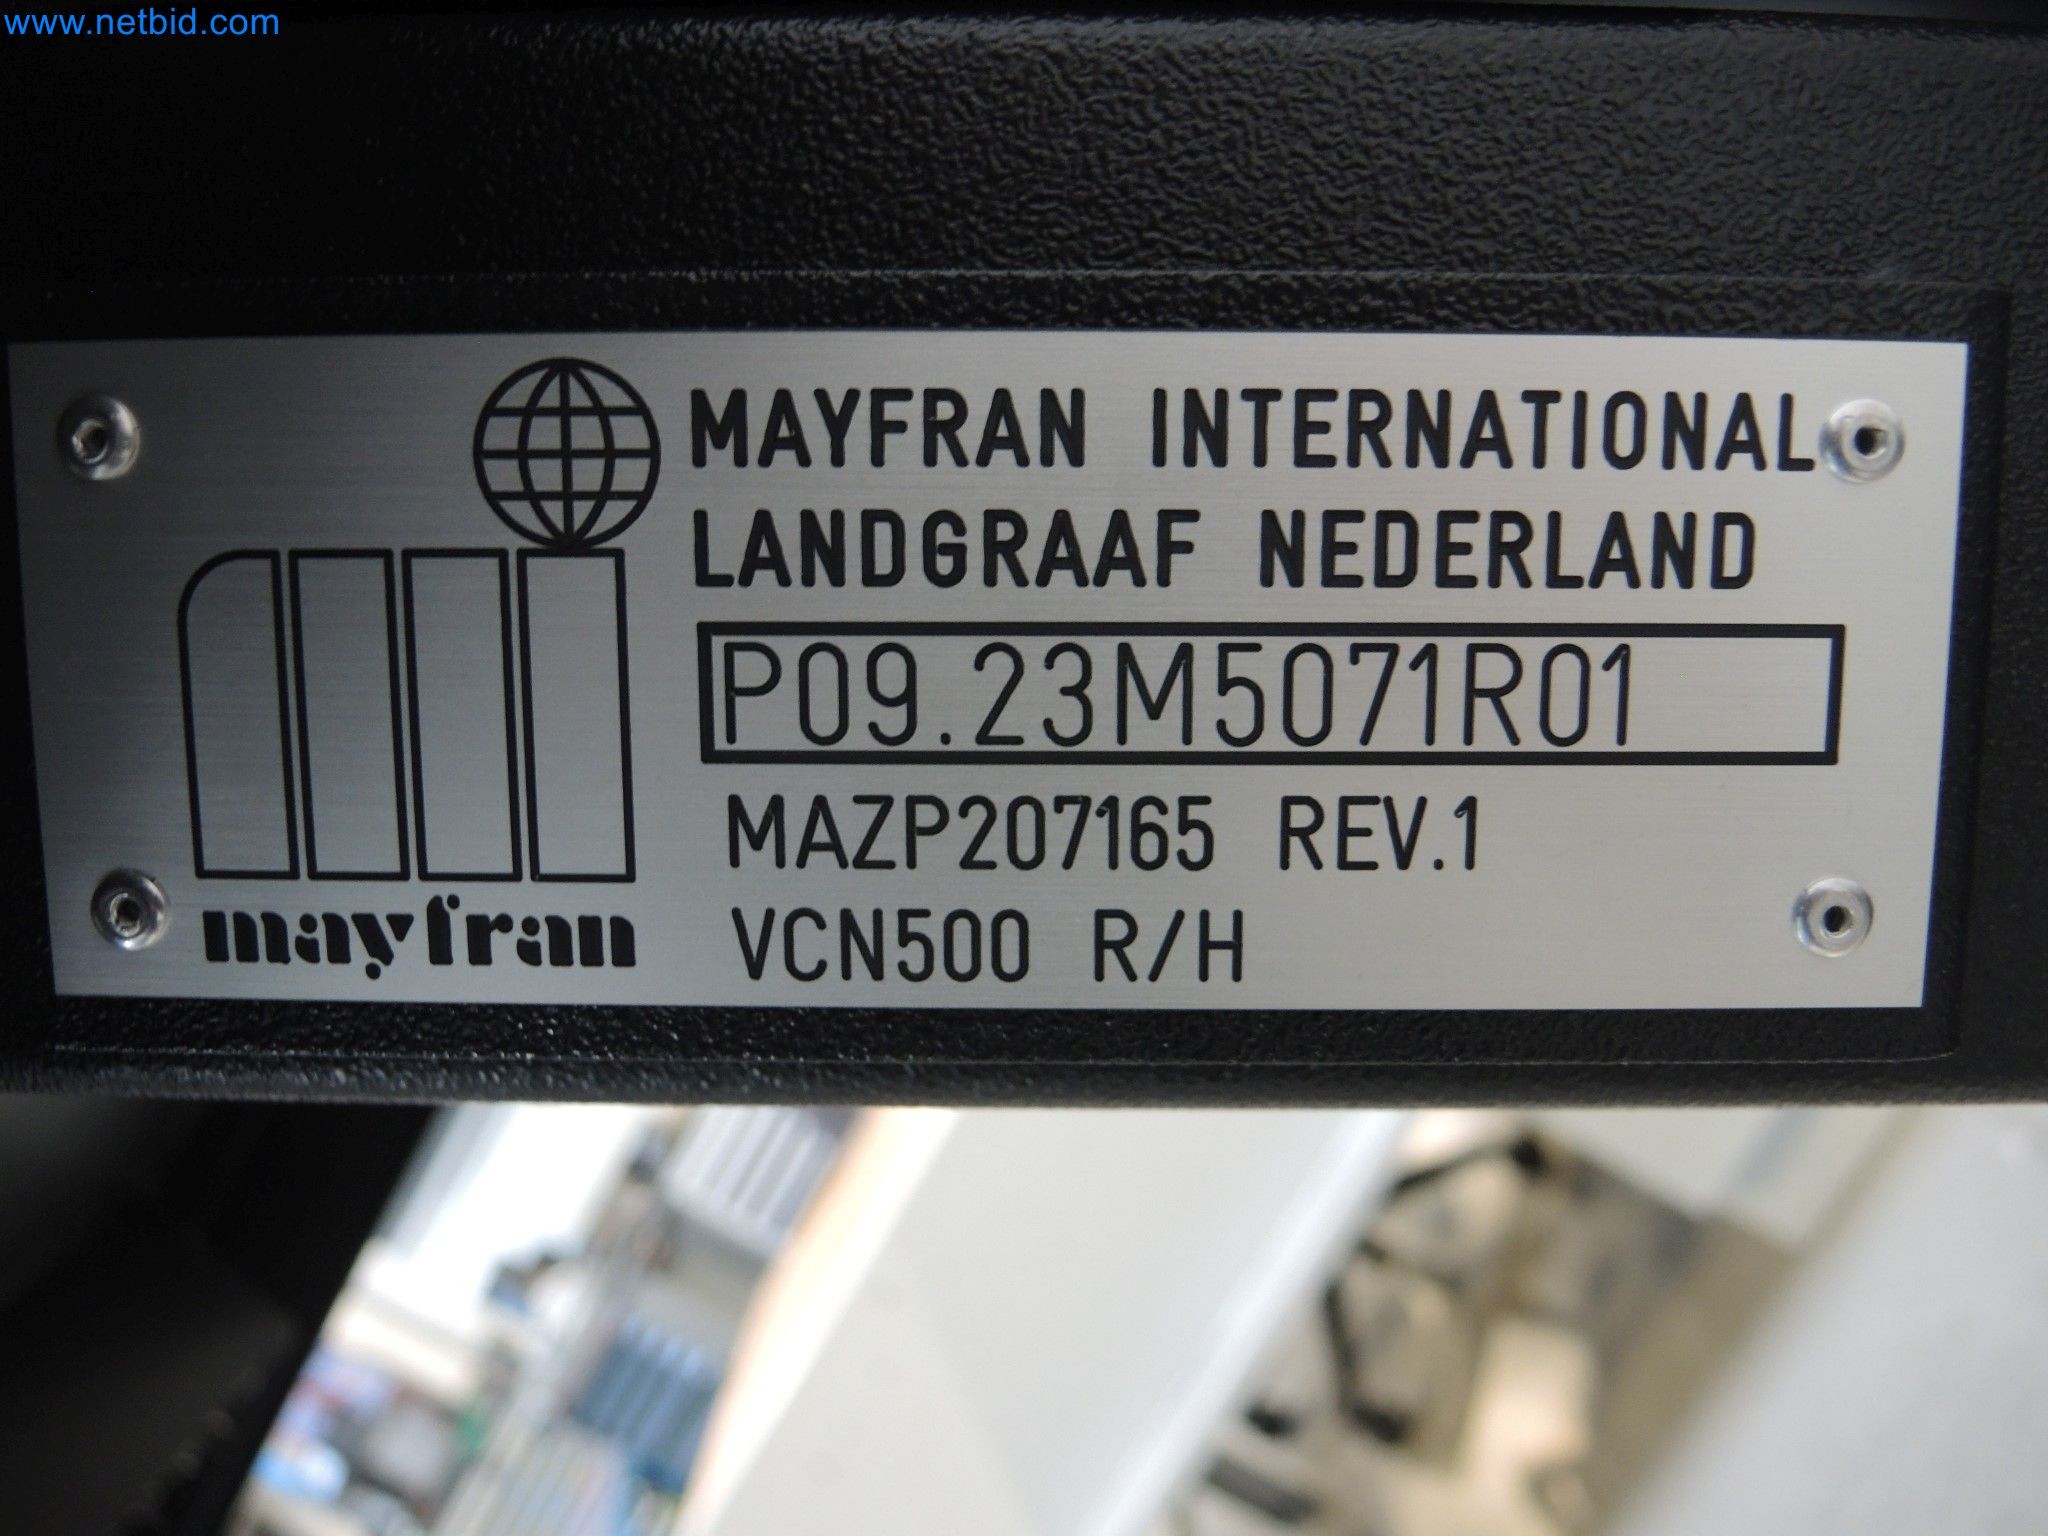 www.netbid.com
MAYFRAN INTERNATIONAL
LANDGRAAF NEDERLAND
P09.23M5071R01
MAZP207165 REV.1
VCN500 R/H
mayfran